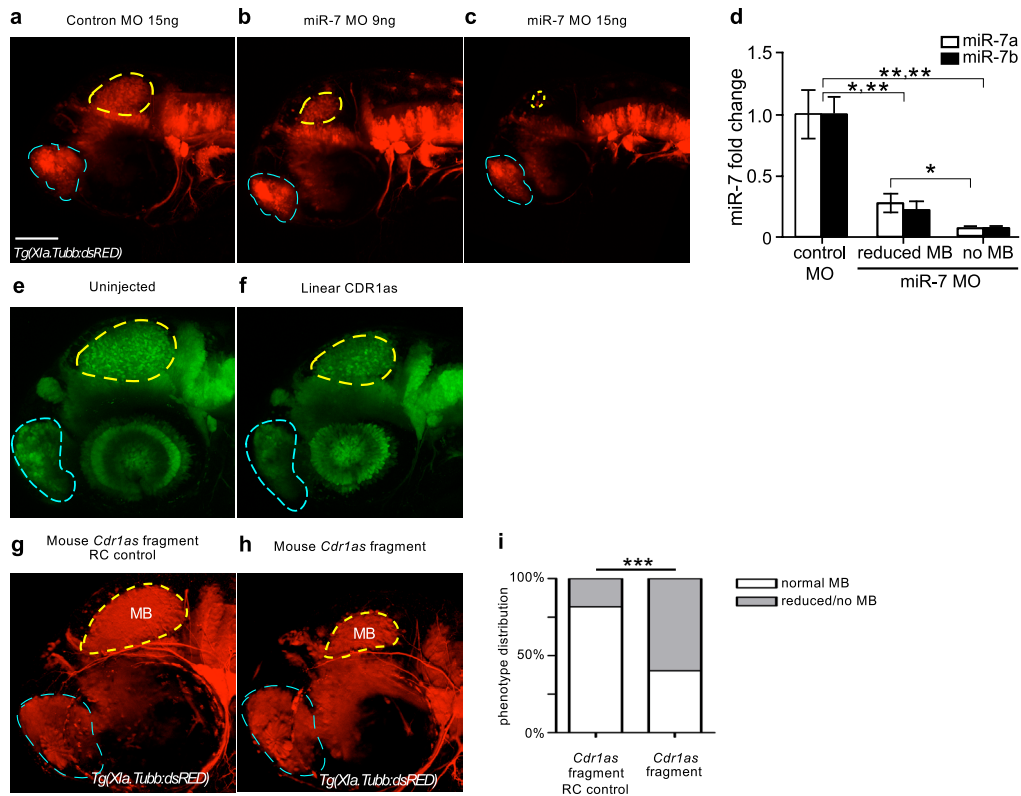 a
Contron MO 15ng
b
miR-7 MO 9ng
c
miR-7 MO 15ng
Tg(Xla.Tubb:dsRED)
d
miR-7a
miR-7b
miR-7 fold change
1.5
1.0
0.5
0
**,**
*,**
*
control
MO
reduced MB
no MB
miR-7 MO
e
Uninjected
f
Linear CDR1as
g
Mouse Cdr1as fragment
RC control
MB
Tg(Xla.Tubb:dsRED)
h
Mouse Cdr1as fragment
MB
Tg(Xla.Tubb:dsRED)
i
***
phenotype distribution
100%
50%
0%
Cdr1as
fragment
RC control
Cdr1as
fragment
normal MB
reduced/no MB